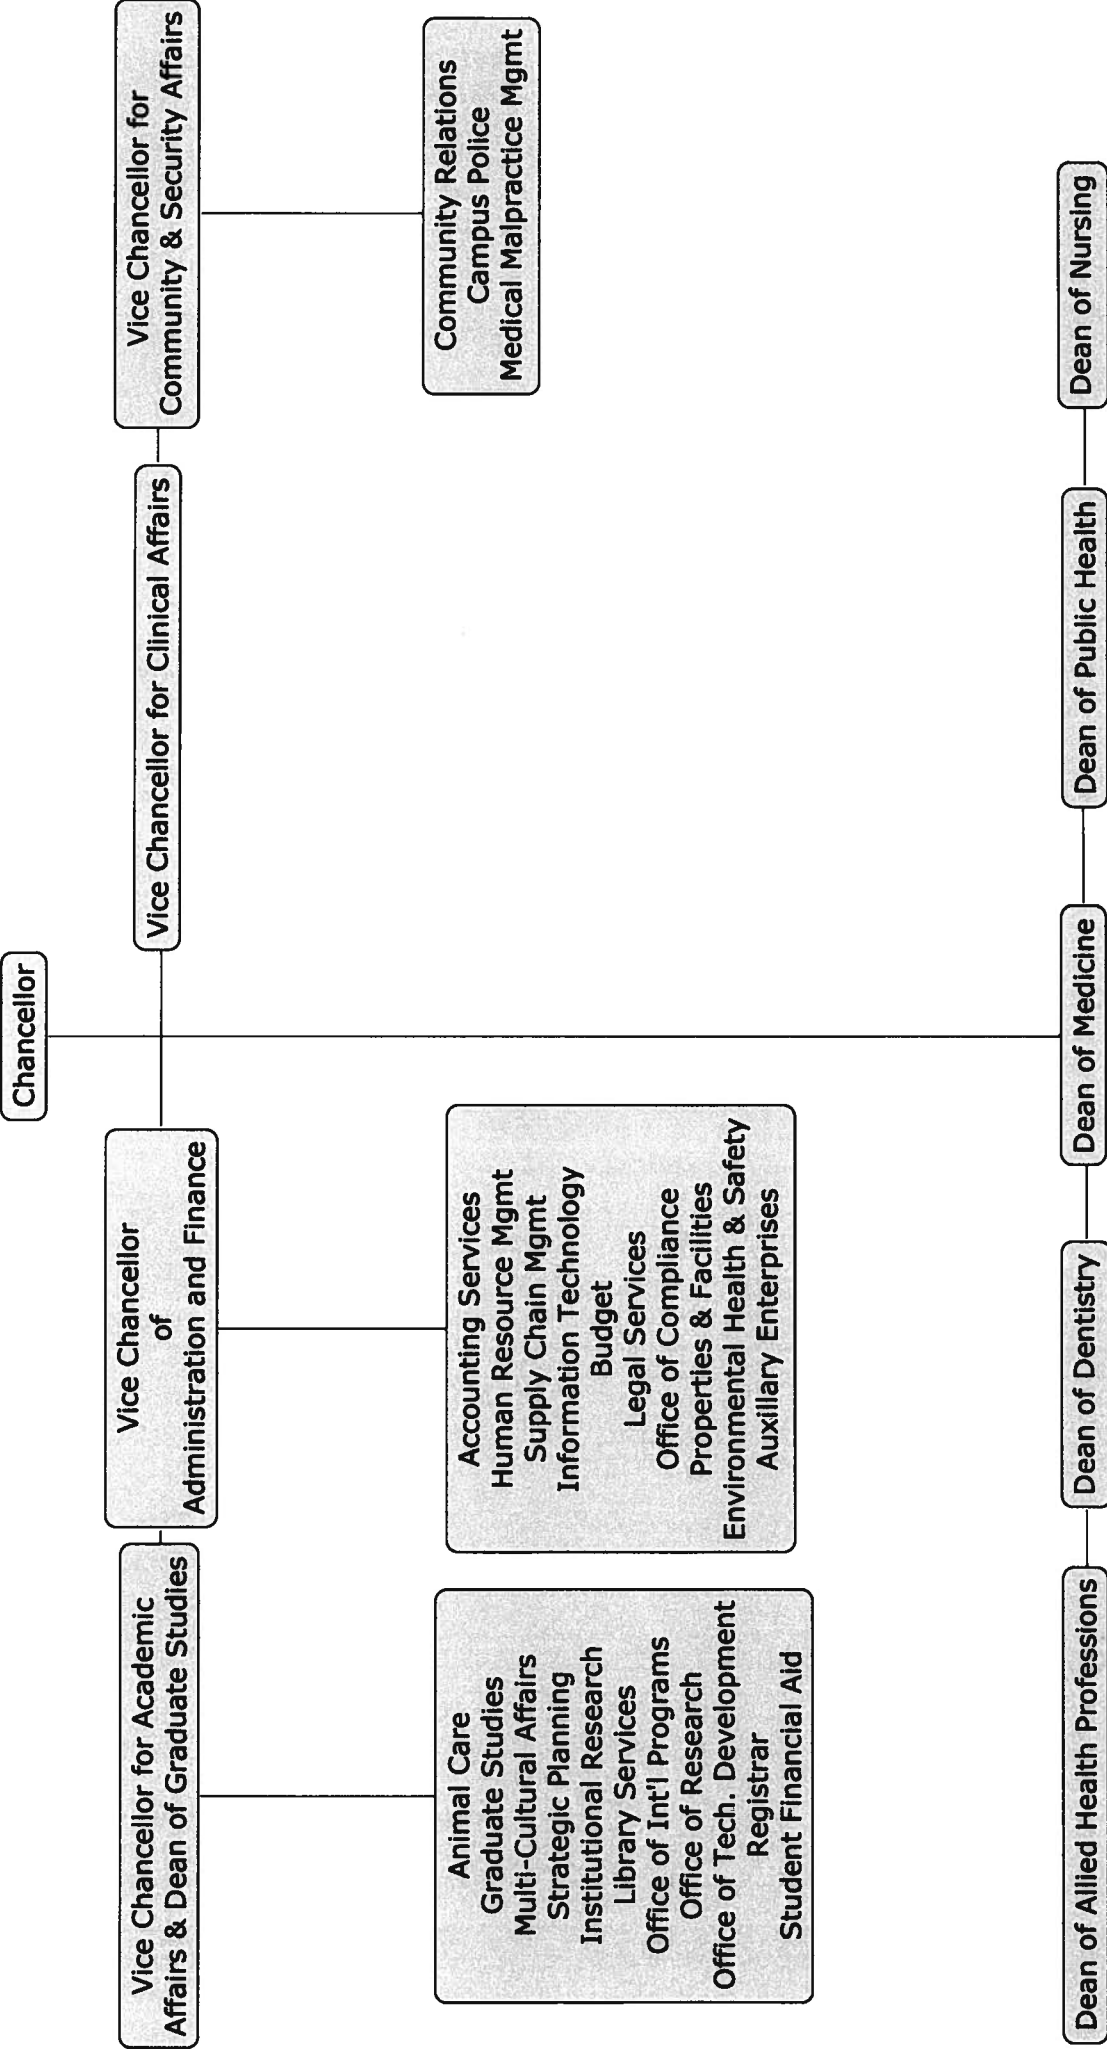 Chancellor
Vice Chancellor for Academic
Affairs & Dean of Graduate Studies
Vice Chancellor
of
Administration and Finance
Vice Chancellor for Clinical Affairs
Vice Chancellor for
Community & Security Affairs
Animal Care
Graduate Studies
Multi-Cultural Affairs
Strategic Planning
Institutional Research
Library Services
Office of Int'l Programs
Office of Research
Office of Tech. Development
Registrar
Student Financial Aid
Accounting Services
Human Resource Mgmt
Supply Chain Mgmt
Information Technology
Budget
Legal Services
Office of Compliance
Properties & Facilities
Environmental Health & Safety
Auxillary Enterprises
Community Relations
Campus Police
Medical Malpractice Mgmt
Dean of Allied Health Professions
Dean of Dentistry
Dean of Medicine
Dean of Public Health
Dean of Nursing